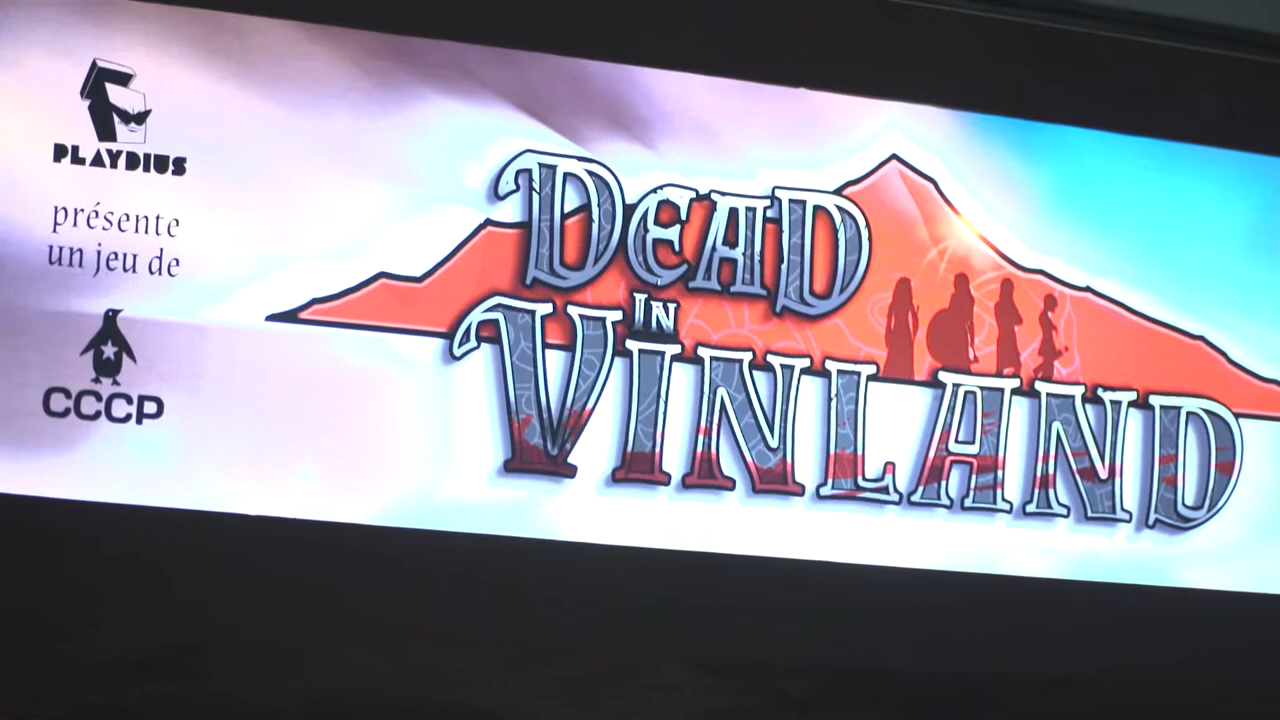 PLAYDIUS
présente
un jeu de
CCCP
DEAD
IN
VINLAND